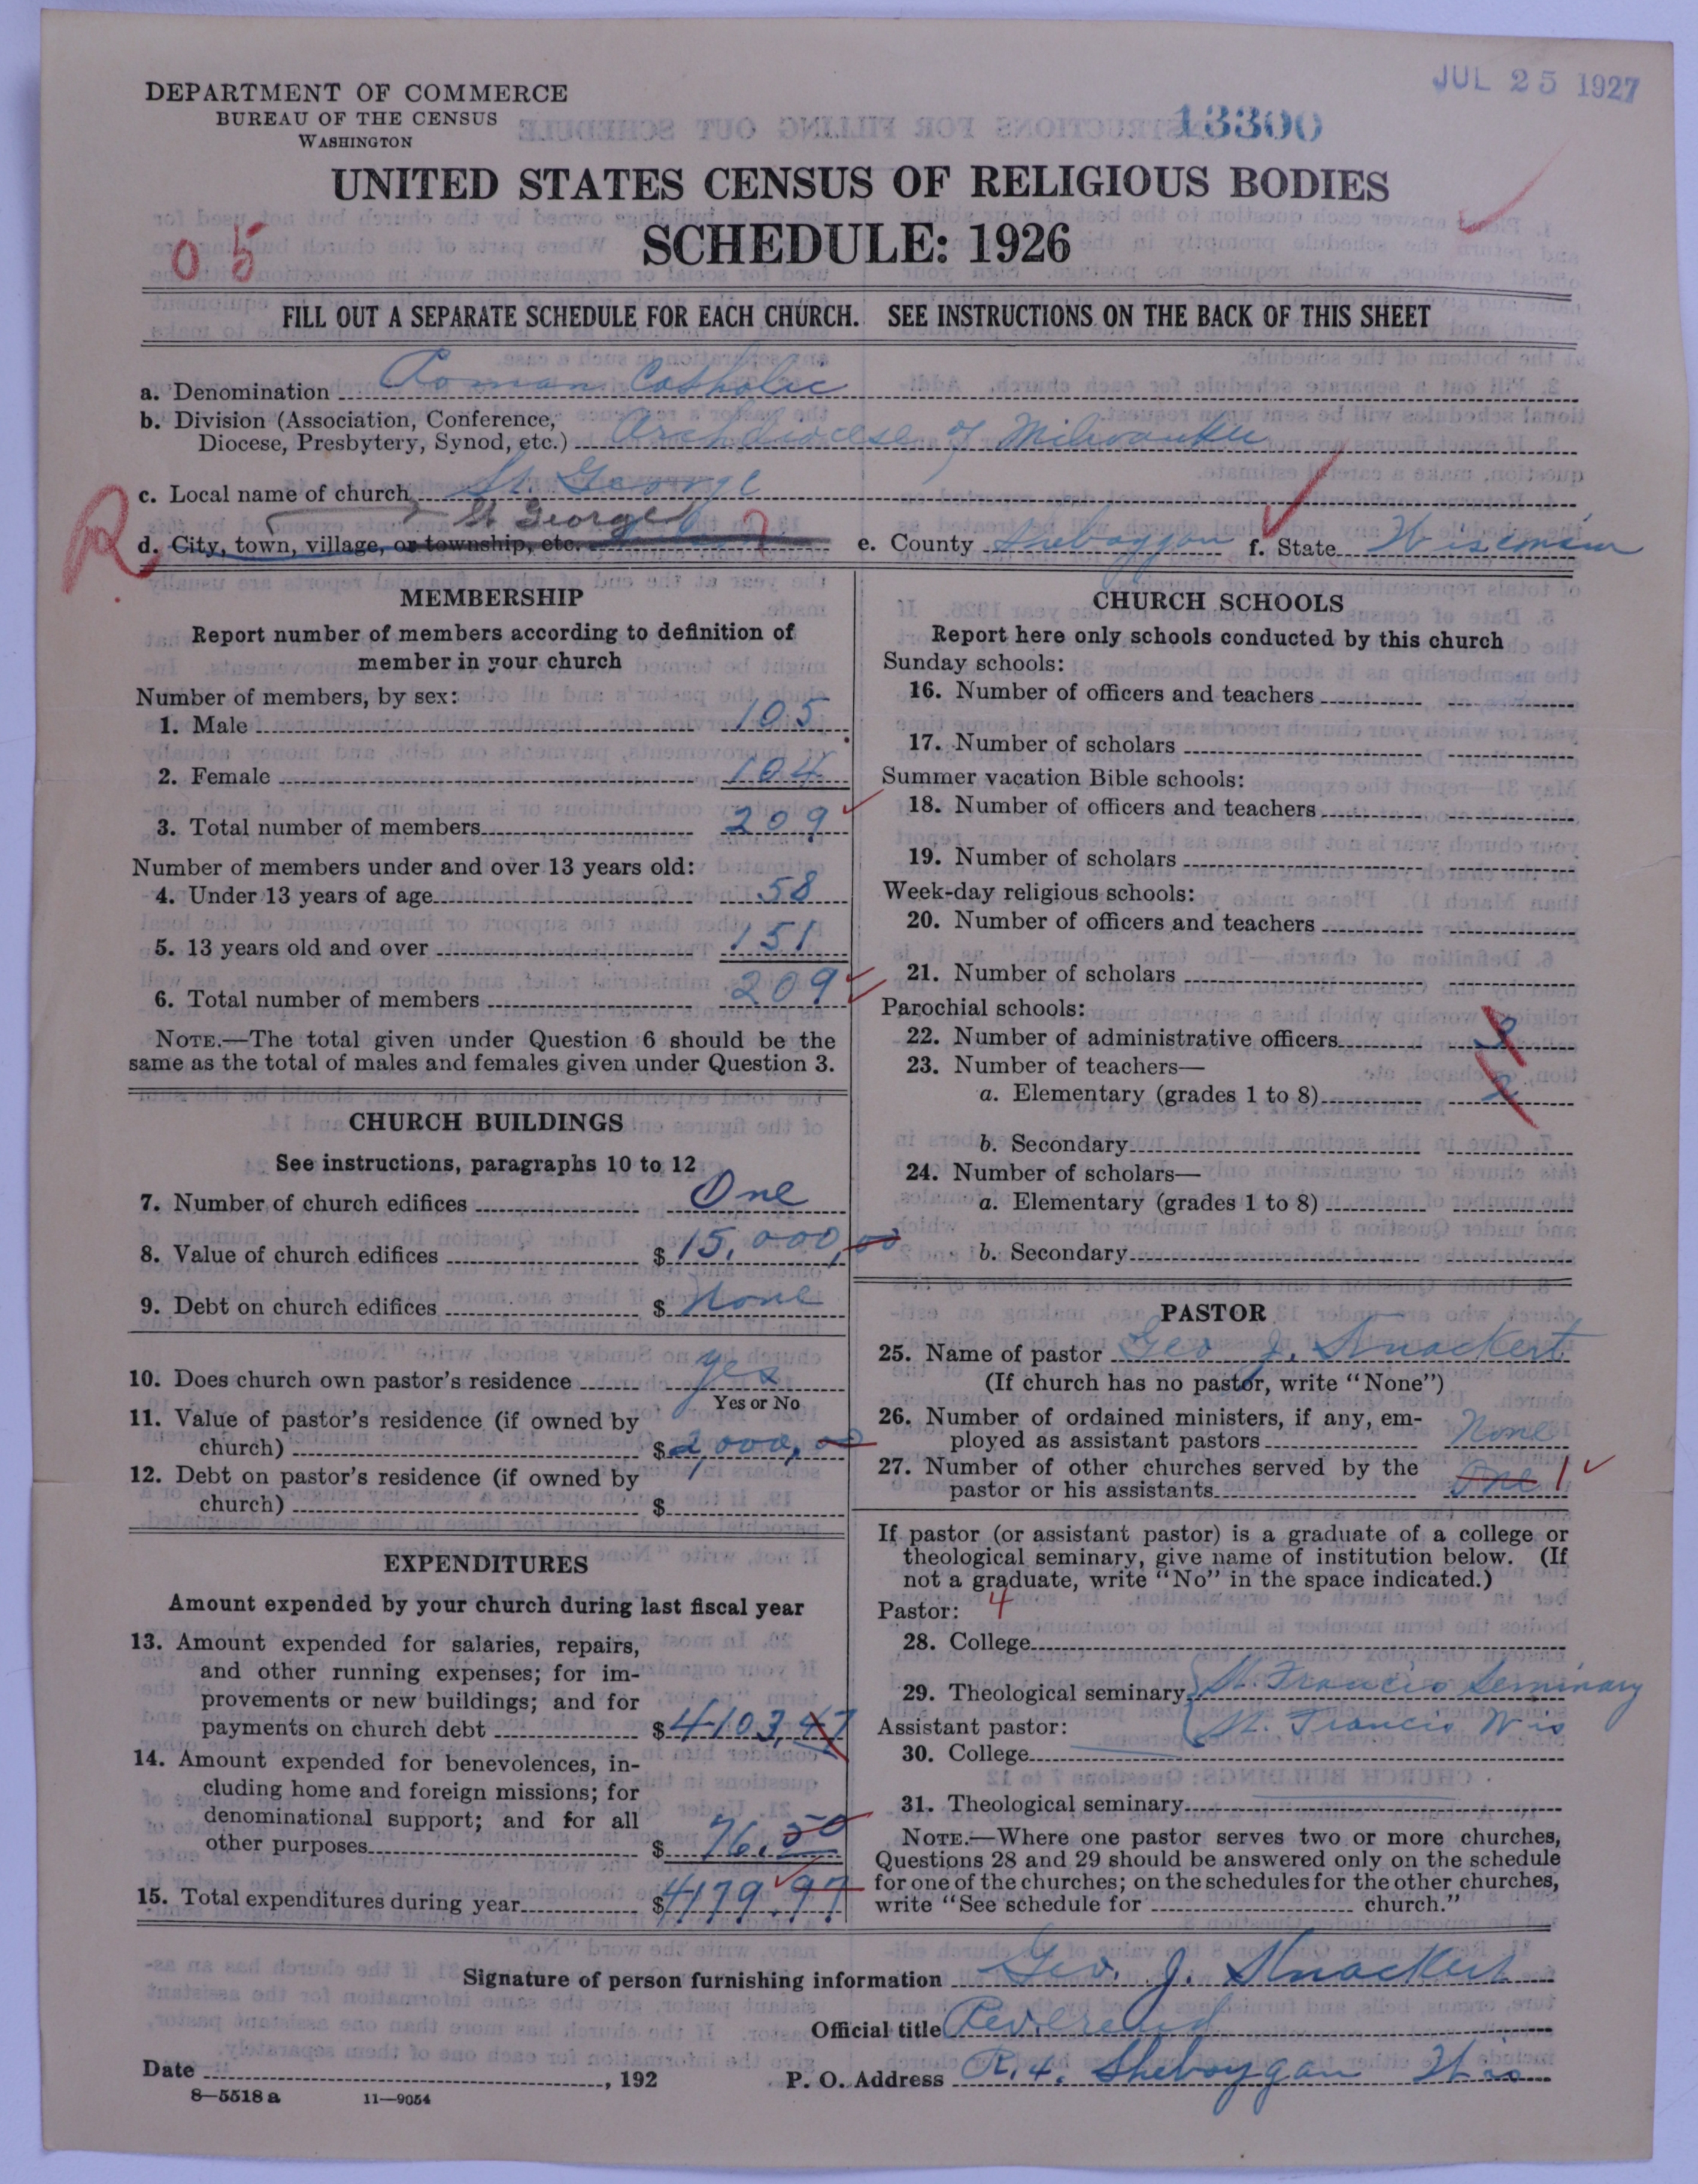 JUL 25 1927
DEPARTMENT OF COMMERCE
BUREAU OF THE CENSUS
WASHINGTON
13300
UNITED STATES CENSUS OF RELIGIOUS BODIES
SCHEDULE: 1926
05
FILL OUT A SEPARATE SCHEDULE FOR EACH CHURCH. SEE INSTRUCTIONS ON THE BACK OF THIS SHEET
a. Denomination Roman Catholic
b. Division (Association, Conference,
Diocese, Presbytery, Synod, etc.) Archdiocese of Milwaukee
c. Local name of church St. George
R
St George
d. City, town, village, or township, etc. e. County Sheboygan f. State Wisconsin
MEMBERSHIP
Report number of members according to definition of
member in your church
Number of members, by sex:
1. Male 105
2. Female 104
3. Total number of members 209
Number of members under and over 13 years old:
4. Under 13 years of age 58
5. 13 years old and over 151
6. Total number of members 209
NOTE.—The total given under Question 6 should be the
same as the total of males and females given under Question 3.
CHURCH BUILDINGS
See instructions, paragraphs 10 to 12
7. Number of church edifices One
8. Value of church edifices $ 15,000,00
9. Debt on church edifices $ None
10. Does church own pastor's residence yes
Yes or No
11. Value of pastor's residence (if owned by
church) $ 2,000,00
12. Debt on pastor's residence (if owned by
church) $
EXPENDITURES
Amount expended by your church during last fiscal year
13. Amount expended for salaries, repairs,
and other running expenses; for im-
provements or new buildings; and for
payments on church debt $ 4103,47
14. Amount expended for benevolences, in-
cluding home and foreign missions; for
denominational support; and for all
other purposes $ 76.50
15. Total expenditures during year $ 4179.97
CHURCH SCHOOLS
Report here only schools conducted by this church
Sunday schools:
16. Number of officers and teachers
17. Number of scholars
Summer vacation Bible schools:
18. Number of officers and teachers
19. Number of scholars
Week-day religious schools:
20. Number of officers and teachers
21. Number of scholars
Parochial schools:
22. Number of administrative officers 3
23. Number of teachers—
a. Elementary (grades 1 to 8) 2
b. Secondary
24. Number of scholars—
a. Elementary (grades 1 to 8)
b. Secondary
PASTOR
25. Name of pastor Geo J. Knackert
(If church has no pastor, write "None")
26. Number of ordained ministers, if any, em-
ployed as assistant pastors None
27. Number of other churches served by the
pastor or his assistants One 1
If pastor (or assistant pastor) is a graduate of a college or
theological seminary, give name of institution below. (If
not a graduate, write "No" in the space indicated.)
Pastor: 4
28. College
29. Theological seminary St. Francis Seminary
Assistant pastor: St. Francis Wis
30. College
31. Theological seminary
NOTE.—Where one pastor serves two or more churches,
Questions 28 and 29 should be answered only on the schedule
for one of the churches; on the schedules for the other churches,
write "See schedule for church."
Signature of person furnishing information Geo. J. Knackert
Official title Reverend
Date , 192 P. O. Address R. 4. Sheboygan Wis
8—5518 a 11—9054